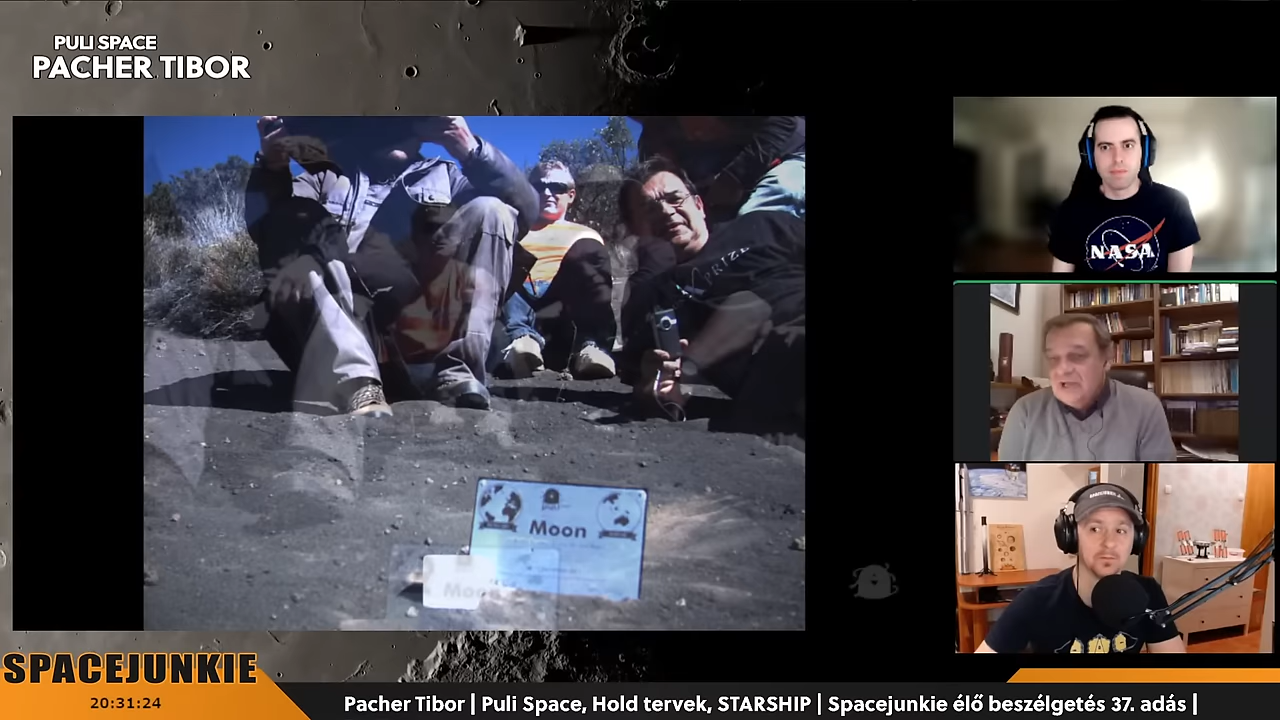 PULI SPACE
PACHER TIBOR
NASA
PRIZE
Moon
SPACEJUNKIE
20:31:24
Pacher Tibor | Puli Space, Hold tervek, STARSHIP | Spacejunkie élő beszélgetés 37. adás |